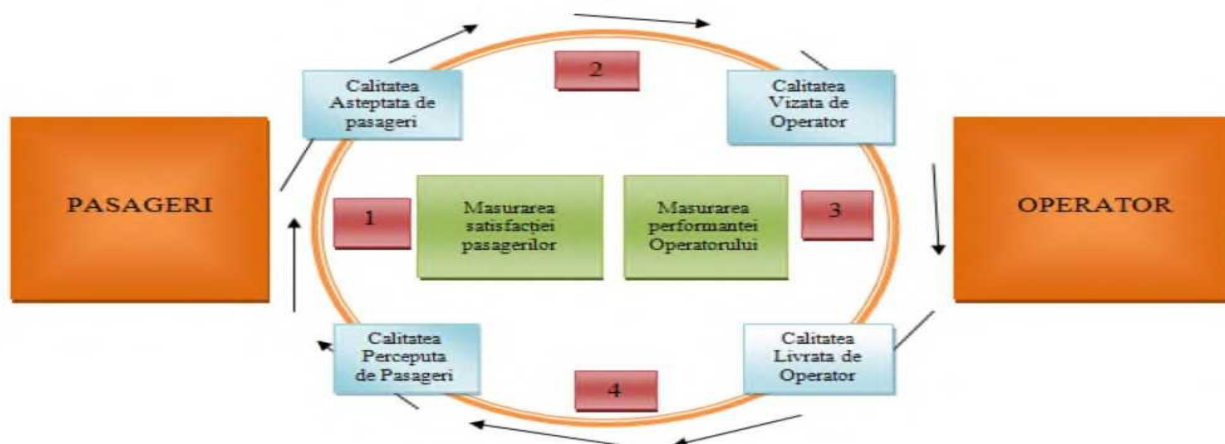 2
Calitatea
Asteptata de
pasageri
Calitatea
Vizata de
Operator
PASAGERI
1
Masurarea
satisfacției
pasagerilor
Masurarea
performantei
Operatorului
3
OPERATOR
Calitatea
Perceputa
de Pasageri
Calitatea
Livrata de
Operator
4